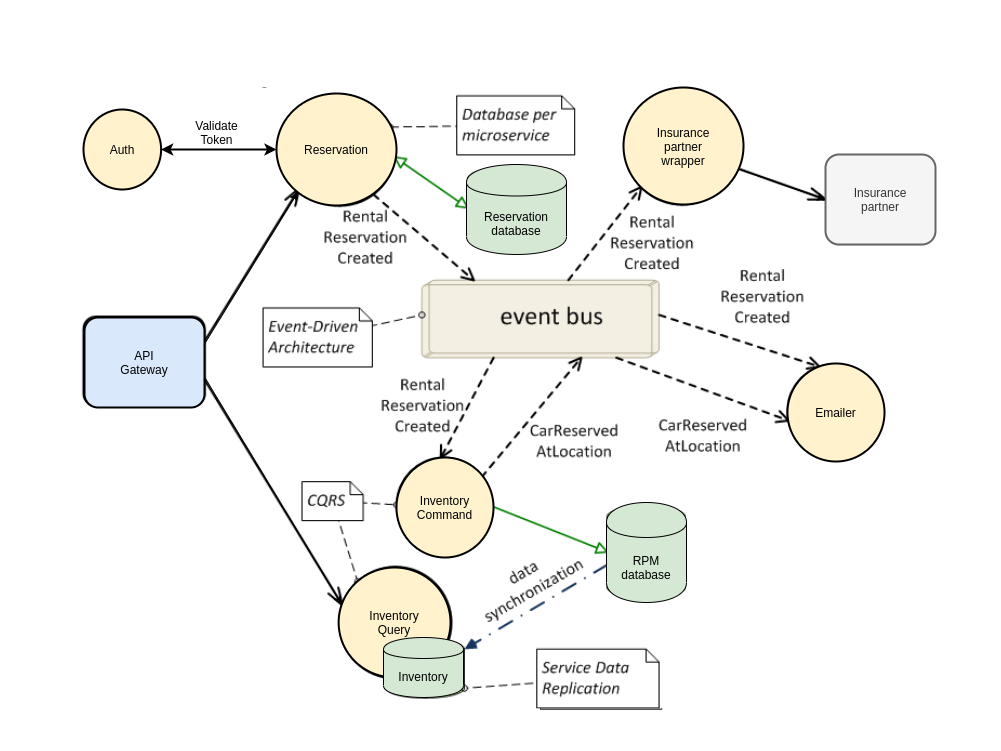 Validate
Token
Auth
Reservation
Database per
microservice
Insurance
partner
wrapper
Insurance
partner
Reservation
database
Rental
Reservation
Created
Rental
Reservation
Created
Rental
Reservation
Created
event bus
Event-Driven
Architecture
API
Gateway
Rental
Reservation
Created
CarReserved
AtLocation
CarReserved
AtLocation
Emailer
CQRS
Inventory
Command
RPM
database
data
synchronization
Inventory
Query
Inventory
Service Data
Replication